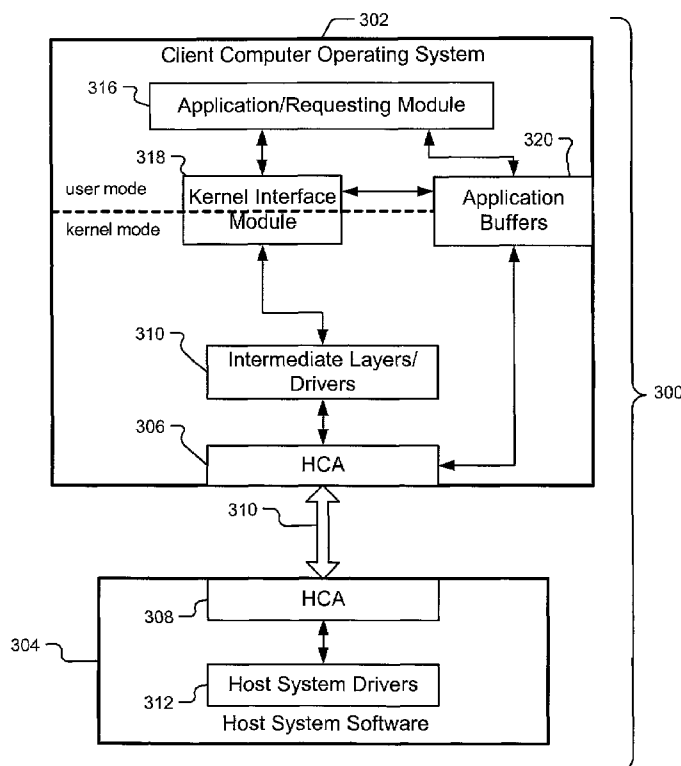 302
Client Computer Operating System
316
Application/Requesting Module
318
320
user mode
Kernel Interface
Module
Application
Buffers
kernel mode
310
Intermediate Layers/
Drivers
300
306
HCA
310
HCA
308
304
Host System Drivers
312
Host System Software